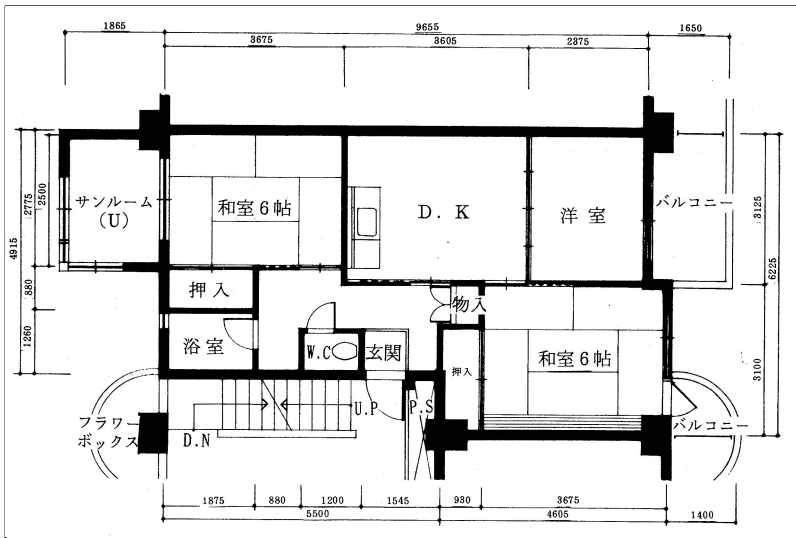 1865
9655
1650
3675
3605
2375
4915
2775
2500
880
1260
サンルーム
(U)
和室6帖
D. K
洋室
バルコニー
3125
6225
3100
押入
物入
浴室
W.C
玄関
押入
和室6帖
U.P
P.S
D.N
フラワー
ボックス
バルコニー
1875
880
1200
1545
930
3675
5500
4605
1400